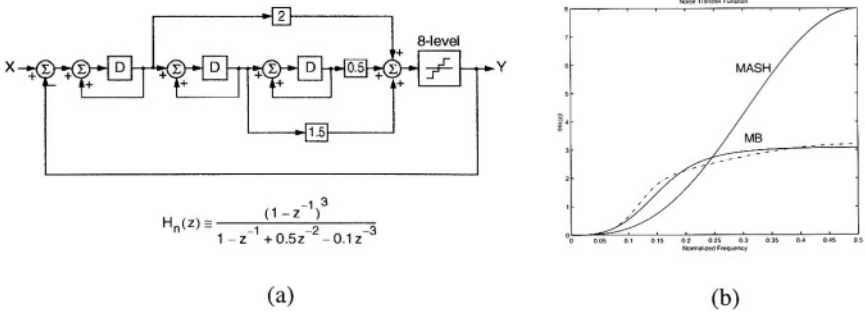 2
8-level
X
Σ
Σ
D
Σ
D
Σ
D
0.5
Σ
Y
1.5
H_n(z) ≡ (1 – z^-1)^3
1 – z^-1 + 0.5z^-2 – 0.1z^-3
(a)
Noise Transfer Function
8
7
6
5
4
3
2
1
0
MASH
MB
0 0.05 0.1 0.15 0.2 0.25 0.3 0.35 0.4 0.45 0.5
Normalized Frequency
(b)